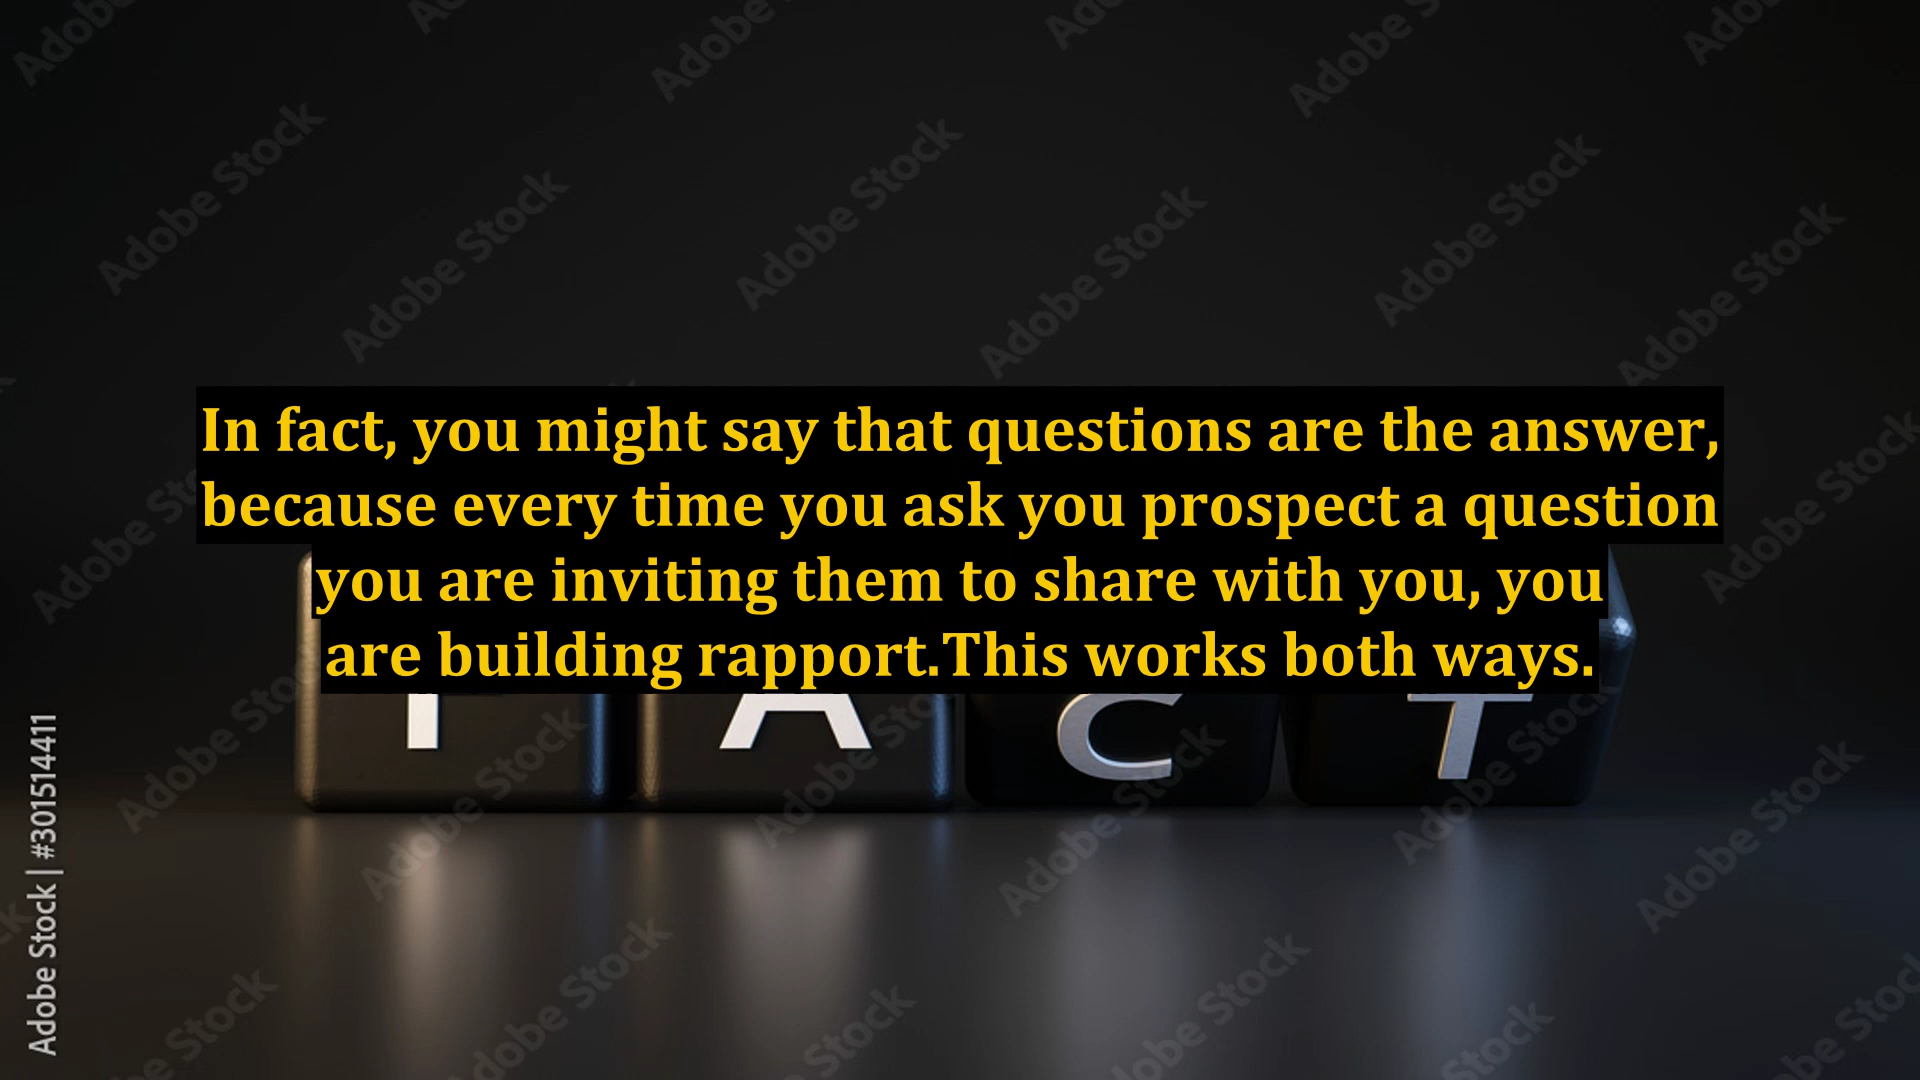 In fact, you might say that questions are the answer,
because every time you ask you prospect a question
you are inviting them to share with you, you
are building rapport.This works both ways.
A C T
Adobe Stock | #301514411
Adobe Stock